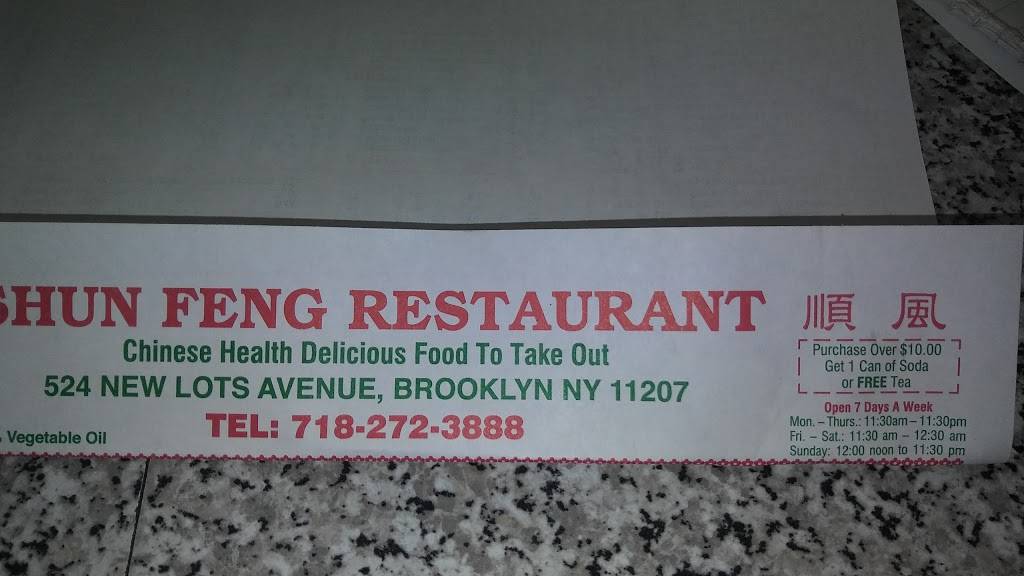 SHUN FENG RESTAURANT 順 風
Chinese Health Delicious Food To Take Out
524 NEW LOTS AVENUE, BROOKLYN NY 11207
TEL: 718-272-3888
Vegetable Oil
Purchase Over $10.00
Get 1 Can of Soda
or FREE Tea
Open 7 Days A Week
Mon. – Thurs.: 11:30am – 11:30pm
Fri. – Sat.: 11:30 am – 12:30 am
Sunday: 12:00 noon to 11:30 pm